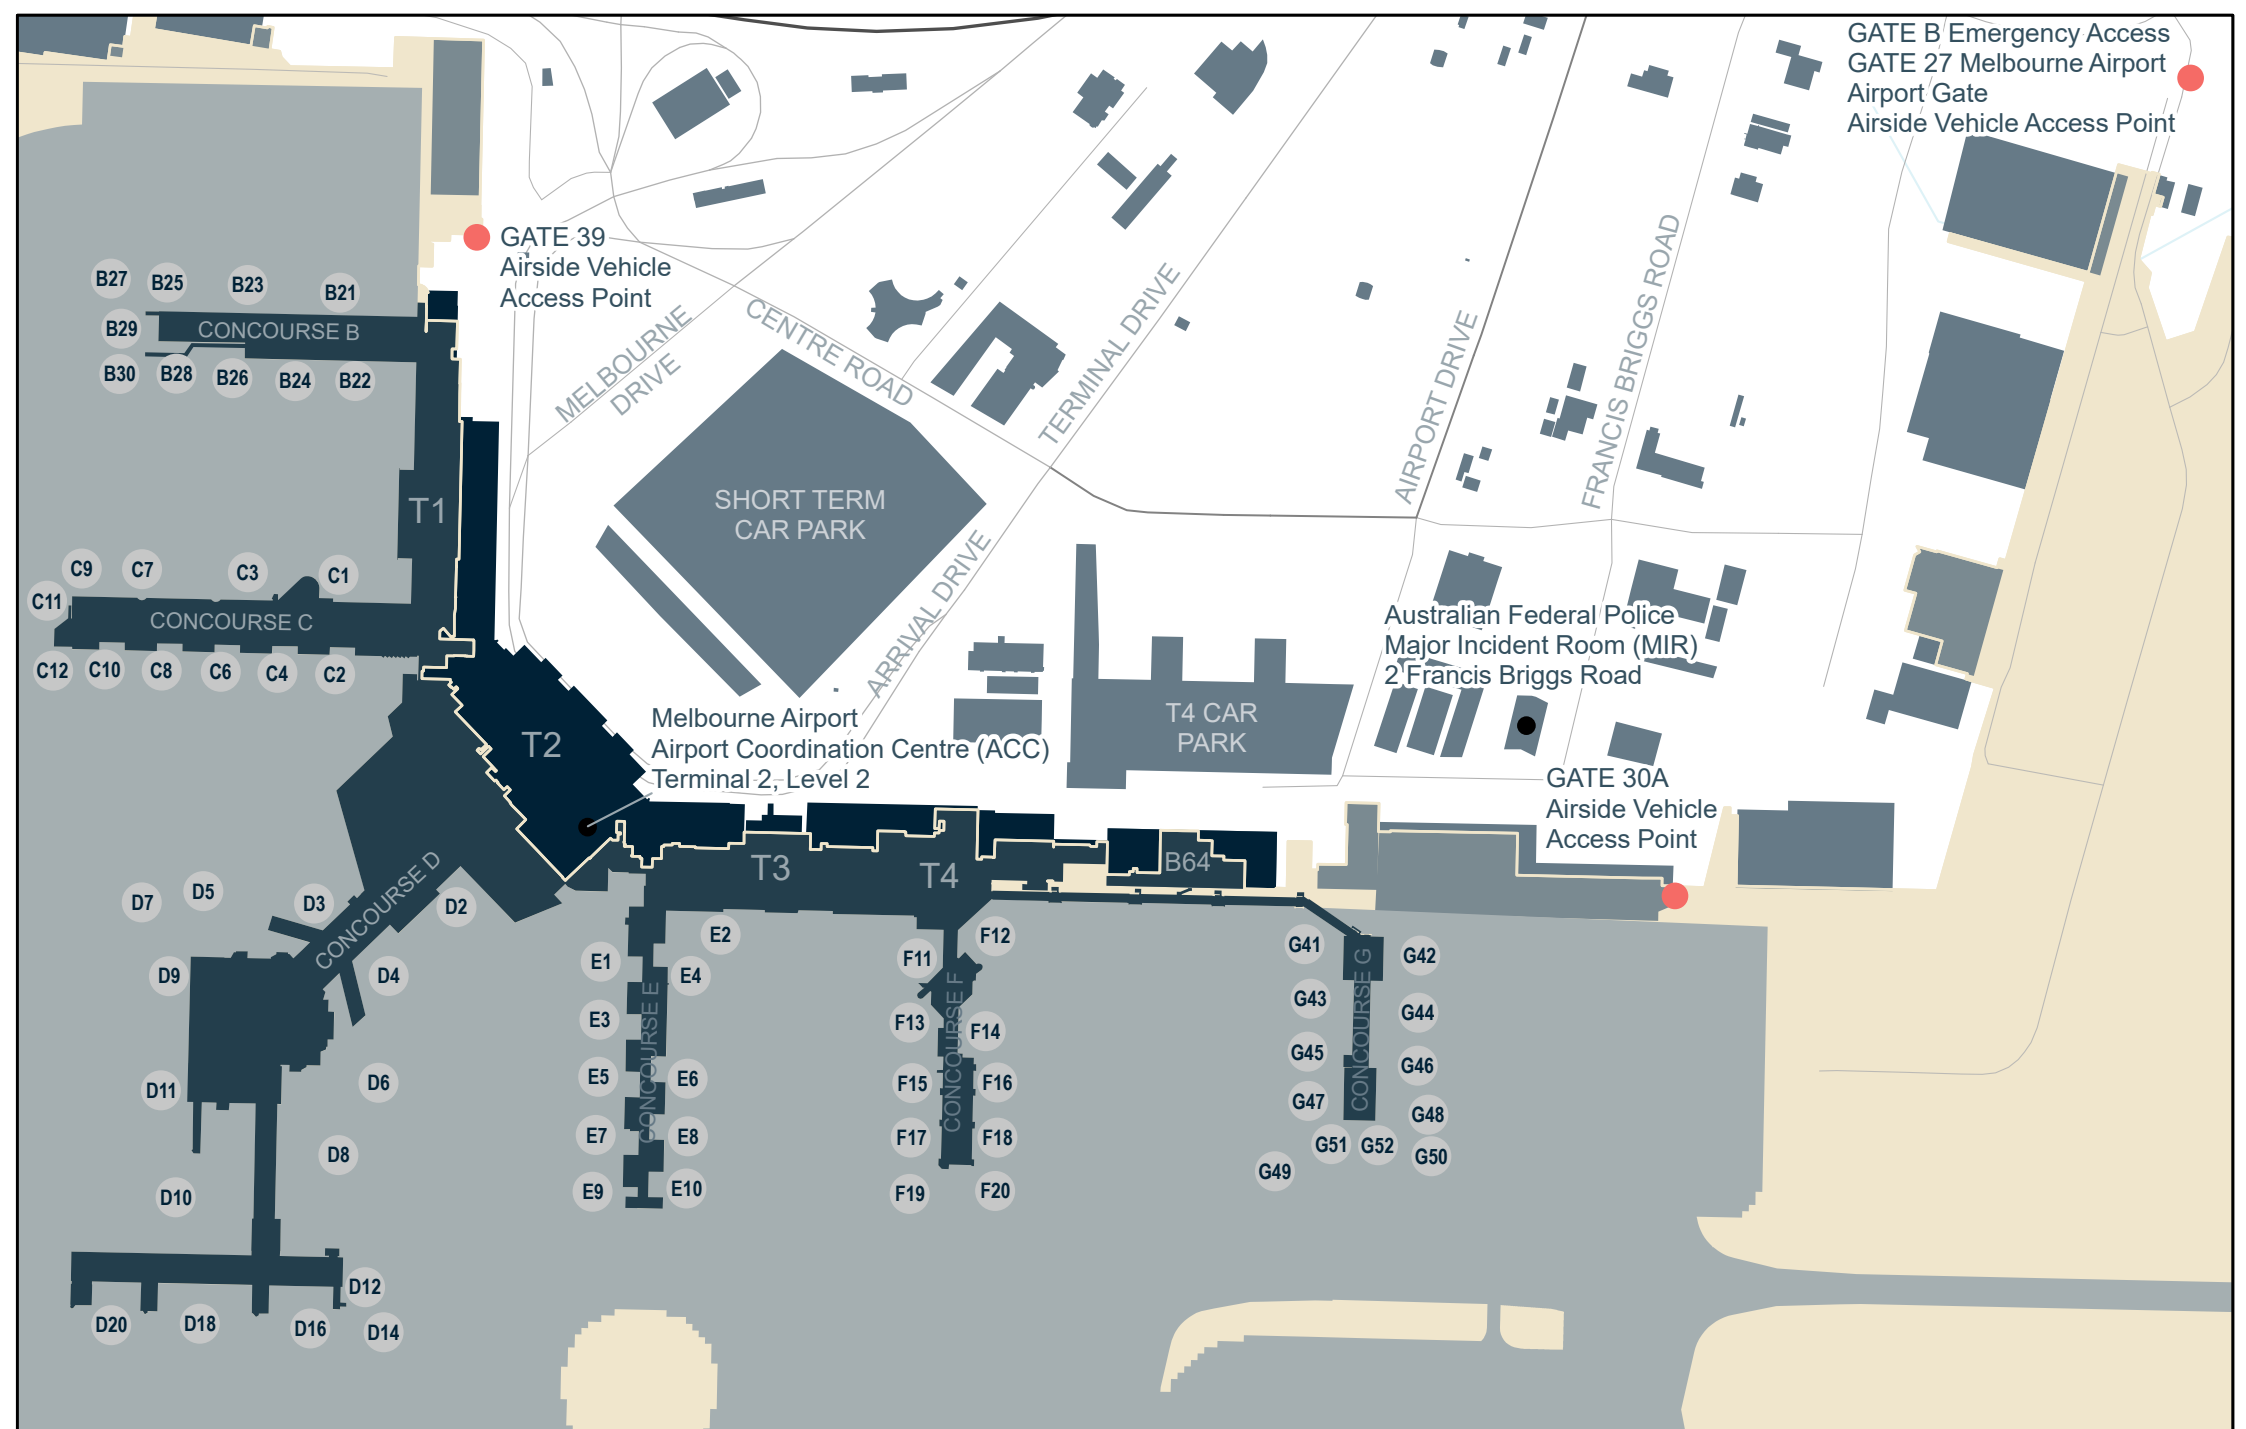 GATE B Emergency Access
GATE 27 Melbourne Airport
Airport Gate
Airside Vehicle Access Point
GATE 39
Airside Vehicle
Access Point
B27
B25
B23
B21
B29
CONCOURSE B
B30
B28
B26
B24
B22
MELBOURNE
DRIVE
CENTRE ROAD
TERMINAL DRIVE
AIRPORT DRIVE
FRANCIS BRIGGS ROAD
T1
SHORT TERM
CAR PARK
ARRIVAL DRIVE
C9
C7
C3
C1
C11
CONCOURSE C
C12
C10
C8
C6
C4
C2
Australian Federal Police
Major Incident Room (MIR)
2 Francis Briggs Road
T2
Melbourne Airport
Airport Coordination Centre (ACC)
Terminal 2, Level 2
T4 CAR
PARK
GATE 30A
Airside Vehicle
Access Point
T3
T4
B64
D7
D5
D3
CONCOURSE D
D2
D9
D4
D11
D6
D8
D10
D12
D20
D18
D16
D14
E2
E1
E4
CONCOURSE E
E3
E5
E6
E7
E8
E9
E10
F12
F11
CONCOURSE F
F13
F14
F15
F16
F17
F18
F19
F20
G41
G42
CONCOURSE G
G43
G44
G45
G46
G47
G48
G51
G52
G50
G49